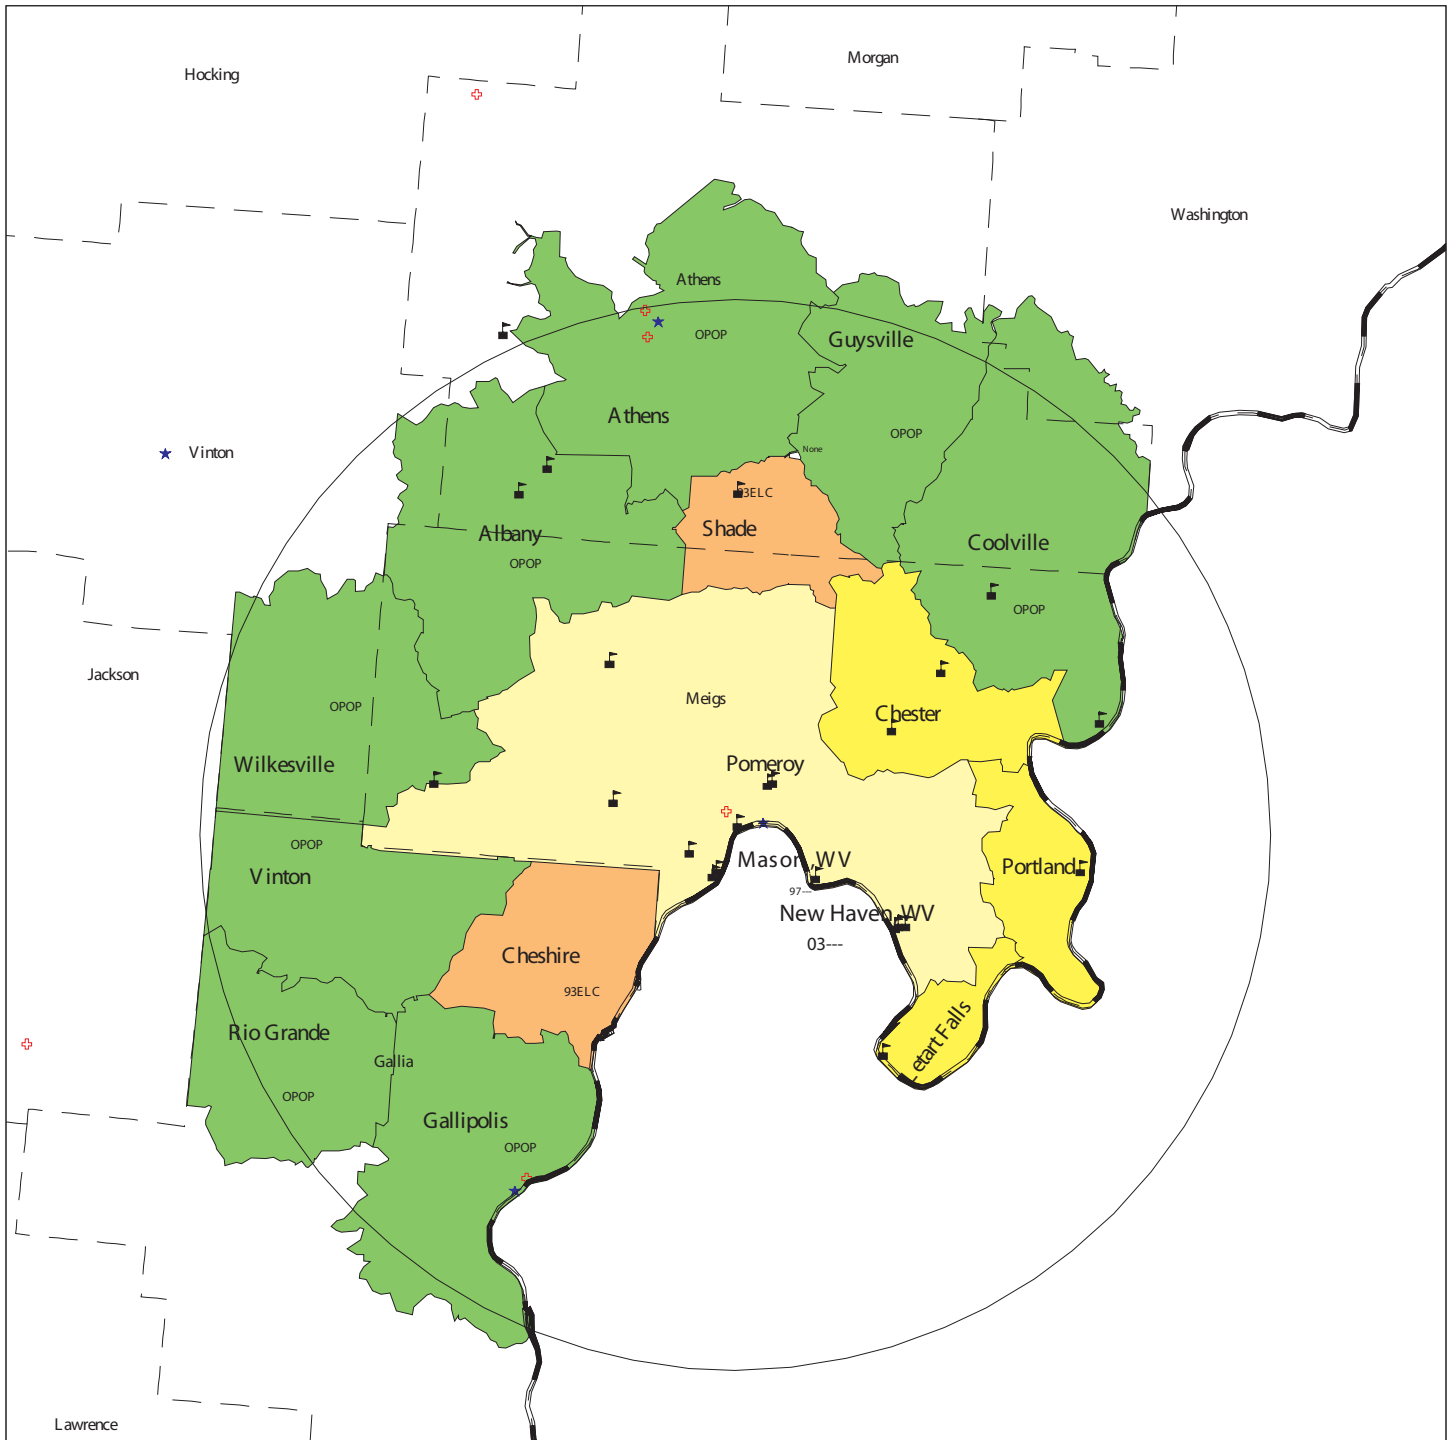 Morgan
Hocking
Washington
Athens
OPOP
Guysville
Athens
OPOP
None
Vinton
93ELC
Shade
Albany
Coolville
OPOP
OPOP
Jackson
Meigs
OPOP
Chester
Wilkesville
Pomeroy
OPOP
Mason, WV
Portland
Vinton
97---
New Haven, WV
03---
Cheshire
93ELC
Letart Falls
Rio Grande
Gallia
OPOP
Gallipolis
OPOP
Lawrence